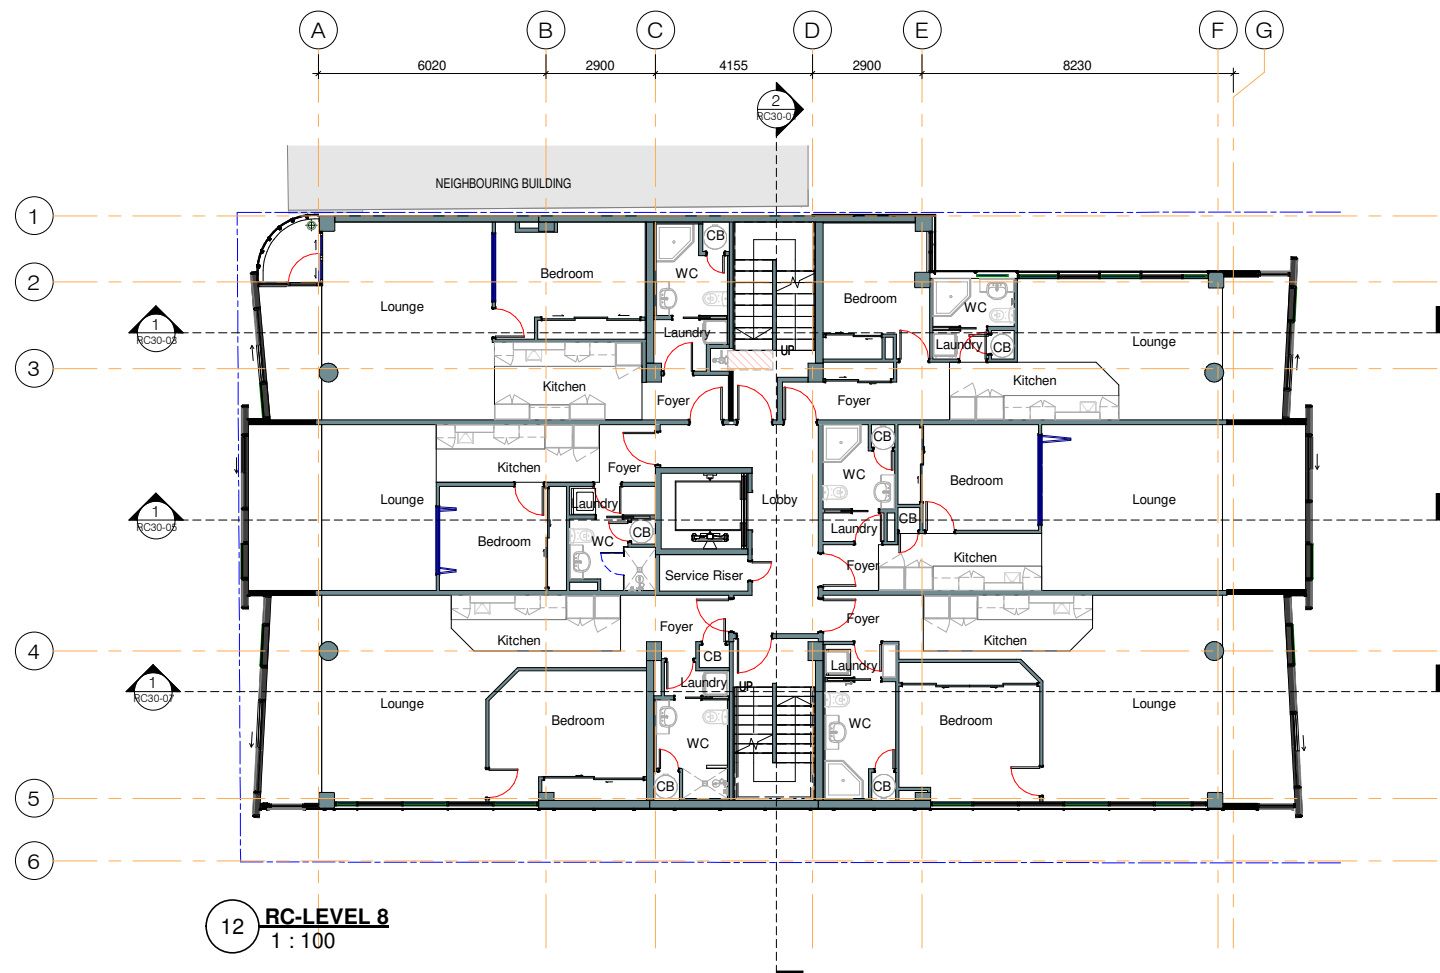 A B C D E F G
6020 2900 4155 2900 8230
2
NEIGHBOURING BUILDING
1
CB
Bedroom WC
2
Bedroom
Lounge WC
1
RC30-03
Laundry Laundry CB Lounge
UP
3
Kitchen Kitchen
Foyer Foyer
CB
Kitchen Foyer WC Bedroom
Lounge Laundry Lobby Lounge
1
RC30-05
CB Laundry CB
Bedroom WC
Kitchen
Service Riser Foyer
Foyer Foyer
4
Kitchen CB Kitchen
Laundry
1
RC30-07
Laundry UP
Lounge Lounge
Bedroom WC Bedroom
WC
CB CB
5
6
12 RC-LEVEL 8
1 : 100